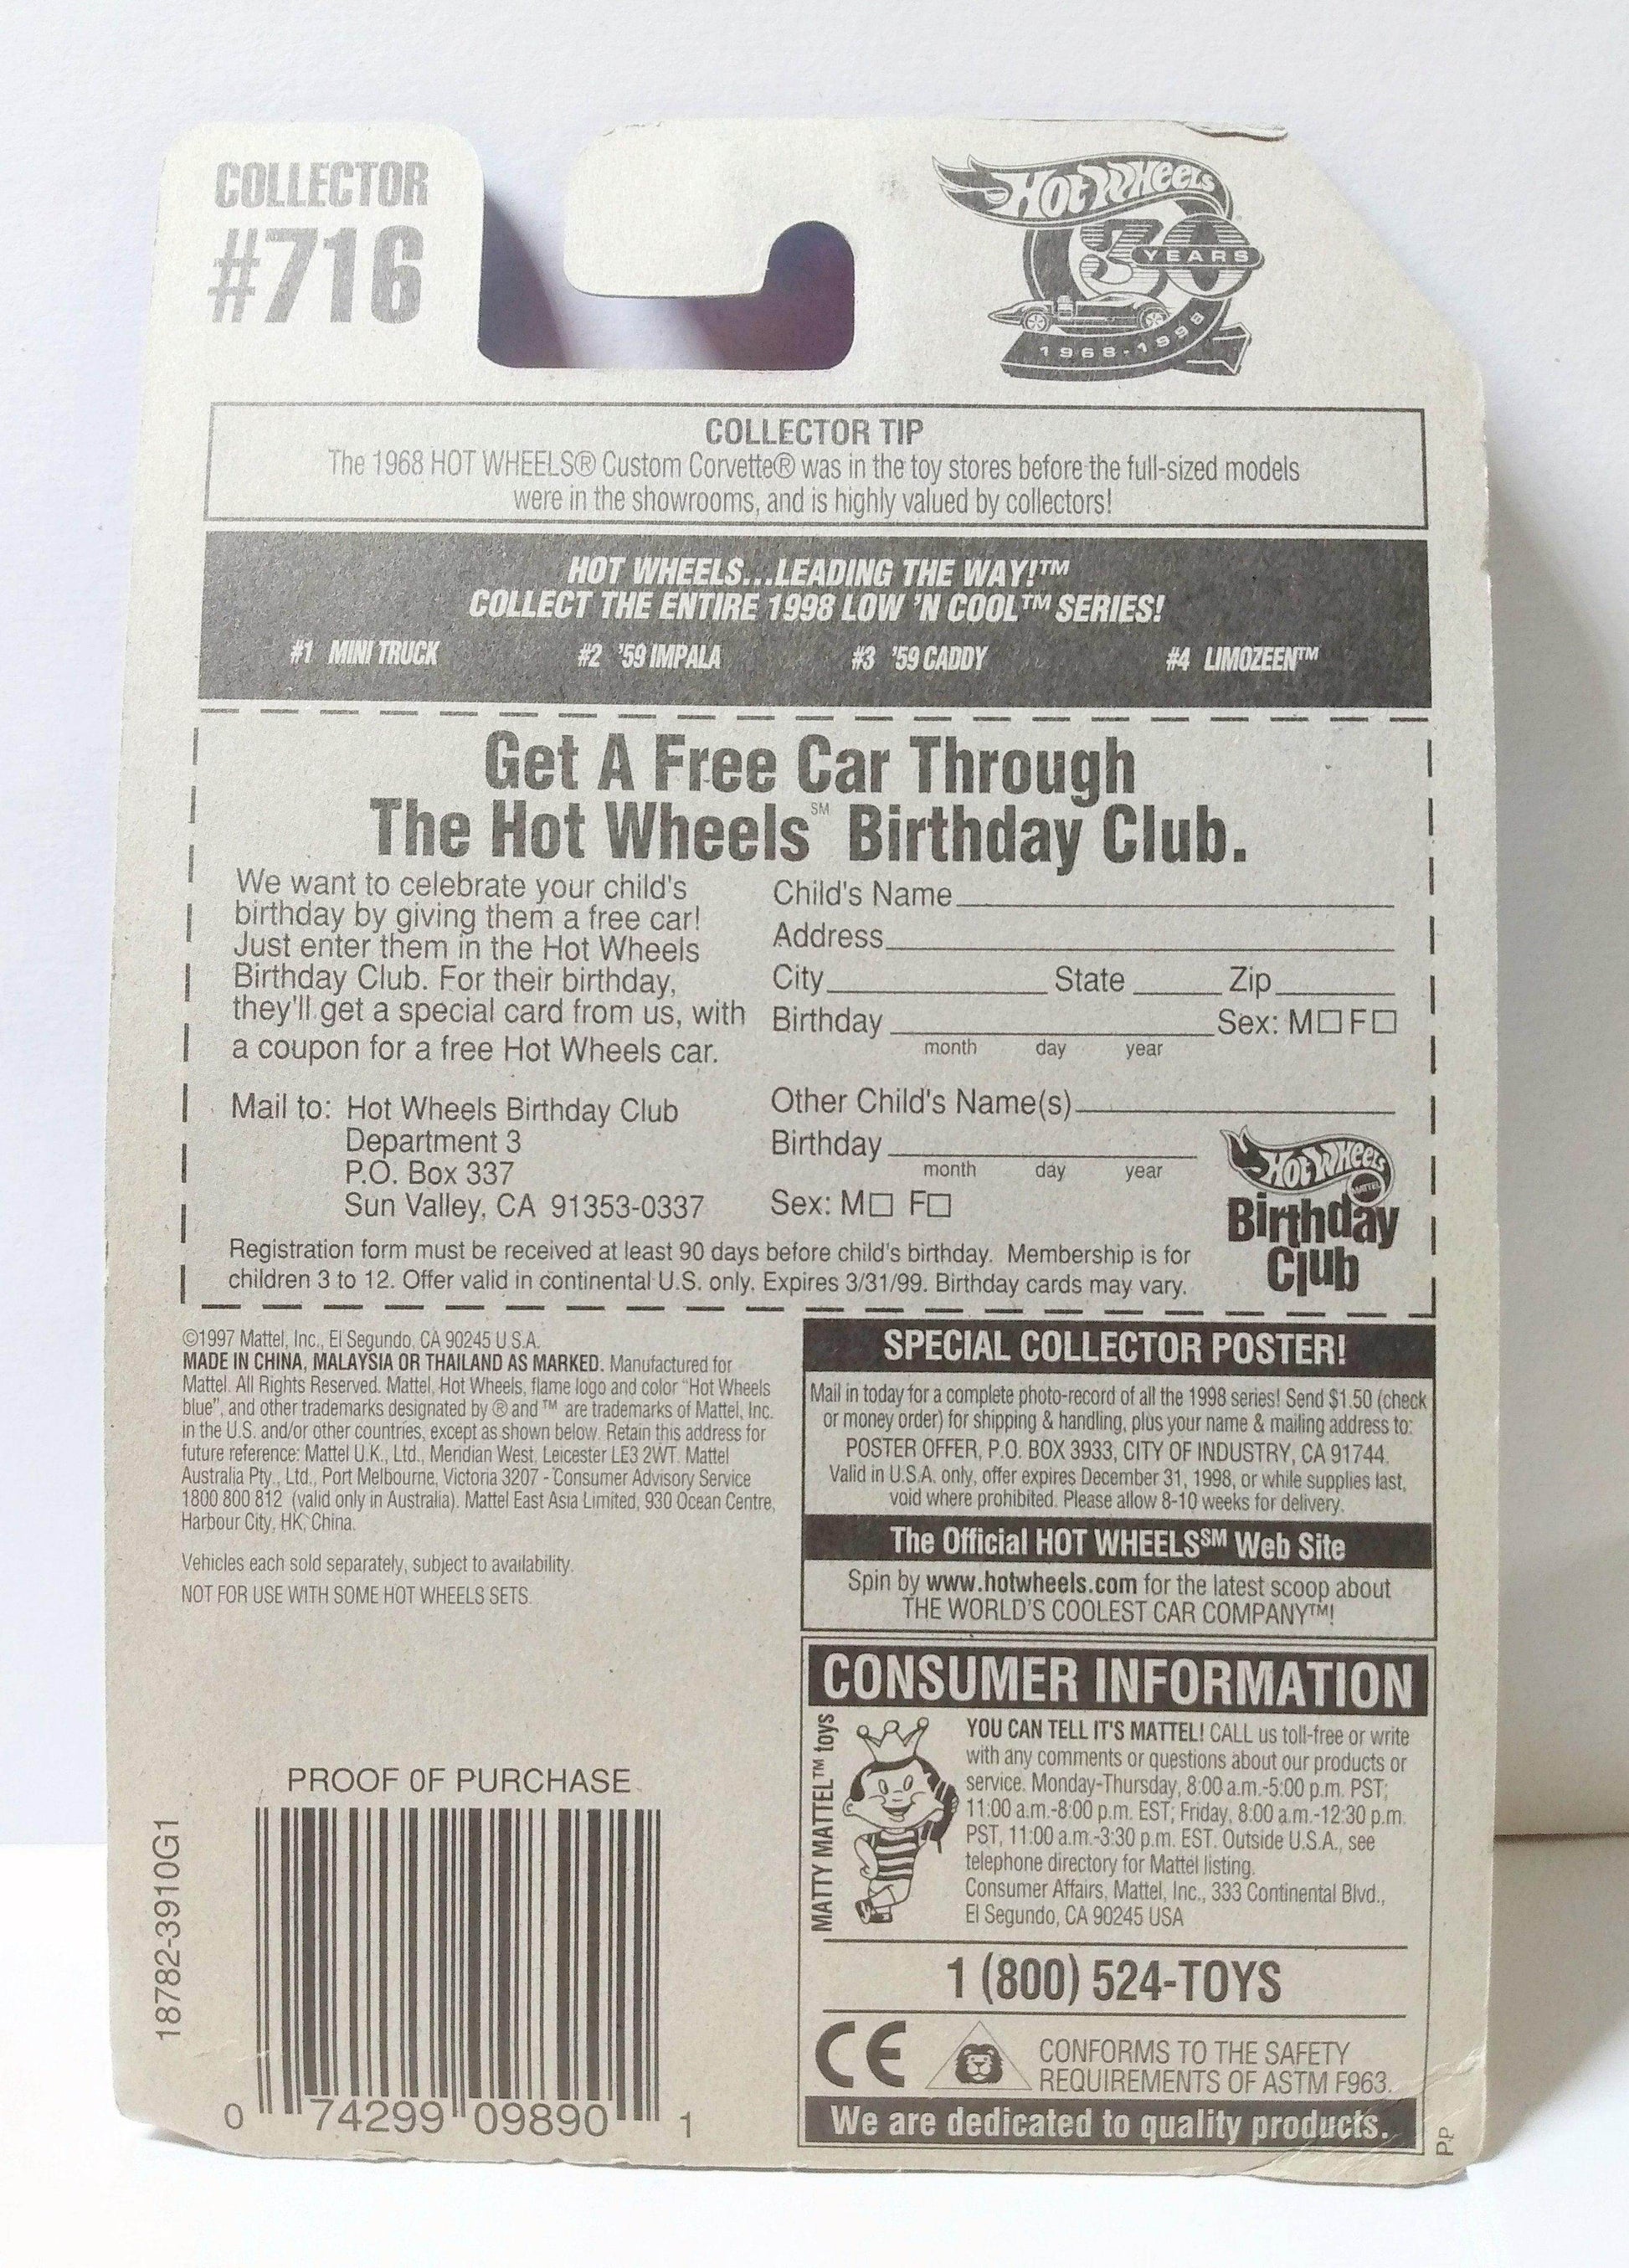 COLLECTOR
#716
HOT WHEELS
30
YEARS
1968-1998
COLLECTOR TIP
The 1968 HOT WHEELS® Custom Corvette® was in the toy stores before the full-sized models
were in the showrooms, and is highly valued by collectors!
HOT WHEELS...LEADING THE WAY!™
COLLECT THE ENTIRE 1998 LOW 'N COOL™ SERIES!
#1 MINI TRUCK #2 '59 IMPALA #3 '59 CADDY #4 LIMOZEEN™
Get A Free Car Through
The Hot Wheels℠ Birthday Club.
We want to celebrate your child's
birthday by giving them a free car!
Just enter them in the Hot Wheels
Birthday Club. For their birthday,
they'll get a special card from us, with
a coupon for a free Hot Wheels car.
Mail to: Hot Wheels Birthday Club
Department 3
P.O. Box 337
Sun Valley, CA 91353-0337
Child's Name
Address
City State Zip
Birthday Sex: M☐ F☐
month day year
Other Child's Name(s)
Birthday
month day year
Sex: M☐ F☐
HOT WHEELS
MATTEL
Birthday
Club
Registration form must be received at least 90 days before child's birthday. Membership is for
children 3 to 12. Offer valid in continental U.S. only. Expires 3/31/99. Birthday cards may vary.
©1997 Mattel, Inc., El Segundo, CA 90245 U.S.A.
MADE IN CHINA, MALAYSIA OR THAILAND AS MARKED. Manufactured for
Mattel. All Rights Reserved. Mattel, Hot Wheels, flame logo and color "Hot Wheels
blue", and other trademarks designated by ® and ™ are trademarks of Mattel, Inc.
in the U.S. and/or other countries, except as shown below. Retain this address for
future reference: Mattel U.K., Ltd., Meridian West, Leicester LE3 2WT. Mattel
Australia Pty., Ltd., Port Melbourne, Victoria 3207 - Consumer Advisory Service
1800 800 812 (valid only in Australia). Mattel East Asia Limited, 930 Ocean Centre,
Harbour City, HK, China.
Vehicles each sold separately, subject to availability.
NOT FOR USE WITH SOME HOT WHEELS SETS.
PROOF OF PURCHASE
18782-3910G1
0 74299 09890 1
SPECIAL COLLECTOR POSTER!
Mail in today for a complete photo-record of all the 1998 series! Send $1.50 (check
or money order) for shipping & handling, plus your name & mailing address to:
POSTER OFFER, P.O. BOX 3933, CITY OF INDUSTRY, CA 91744.
Valid in U.S.A. only, offer expires December 31, 1998, or while supplies last,
void where prohibited. Please allow 8-10 weeks for delivery.
The Official HOT WHEELS℠ Web Site
Spin by www.hotwheels.com for the latest scoop about
THE WORLD'S COOLEST CAR COMPANY™!
CONSUMER INFORMATION
MATTY MATTEL™ toys
YOU CAN TELL IT'S MATTEL! CALL us toll-free or write
with any comments or questions about our products or
service. Monday-Thursday, 8:00 a.m.-5:00 p.m. PST;
11:00 a.m.-8:00 p.m. EST; Friday, 8:00 a.m.-12:30 p.m.
PST, 11:00 a.m.-3:30 p.m. EST. Outside U.S.A., see
telephone directory for Mattel listing.
Consumer Affairs, Mattel, Inc., 333 Continental Blvd.,
El Segundo, CA 90245 USA
1 (800) 524-TOYS
CE
CONFORMS TO THE SAFETY
REQUIREMENTS OF ASTM F963.
We are dedicated to quality products.
PP